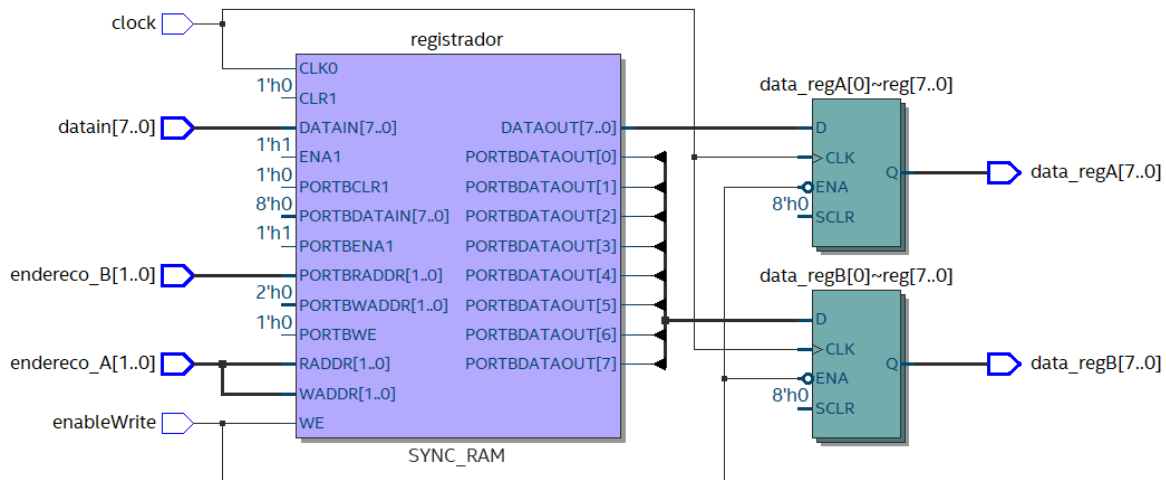 clock
datain[7..0]
endereco_B[1..0]
endereco_A[1..0]
enableWrite
registrador
1'h0
1'h1
1'h0
8'h0
1'h1
2'h0
1'h0
CLK0
CLR1
DATAIN[7..0]
ENA1
PORTBCLR1
PORTBDATAIN[7..0]
PORTBENA1
PORTBRADDR[1..0]
PORTBWADDR[1..0]
PORTBWE
RADDR[1..0]
WADDR[1..0]
WE
DATAOUT[7..0]
PORTBDATAOUT[0]
PORTBDATAOUT[1]
PORTBDATAOUT[2]
PORTBDATAOUT[3]
PORTBDATAOUT[4]
PORTBDATAOUT[5]
PORTBDATAOUT[6]
PORTBDATAOUT[7]
SYNC_RAM
data_regA[0]~reg[7..0]
D
CLK
ENA
8'h0
SCLR
Q
data_regA[7..0]
data_regB[0]~reg[7..0]
D
CLK
ENA
8'h0
SCLR
Q
data_regB[7..0]